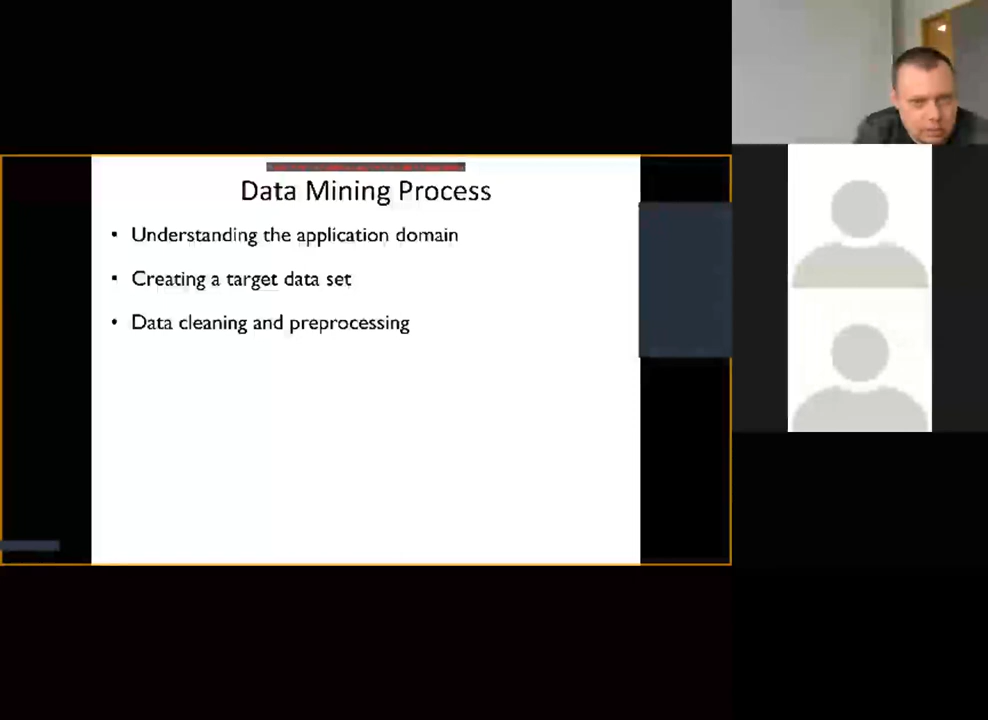 Data Mining Process
• Understanding the application domain
• Creating a target data set
• Data cleaning and preprocessing